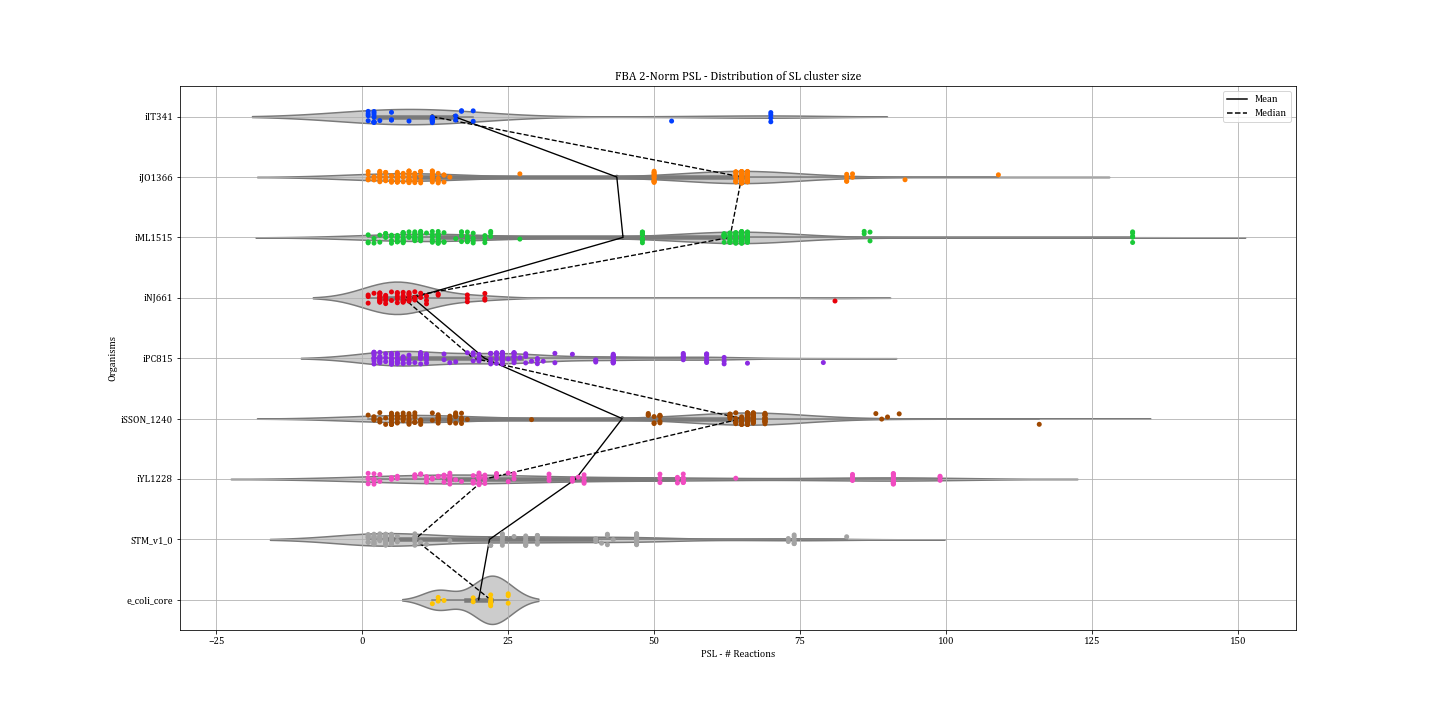 FBA 2-Norm PSL - Distribution of SL cluster size
Mean
Median
Organisms
iIT341
iJO1366
iML1515
iNJ661
iPC815
iSSON_1240
iYL1228
STM_v1_0
e_coli_core
−25 0 25 50 75 100 125 150
PSL - # Reactions